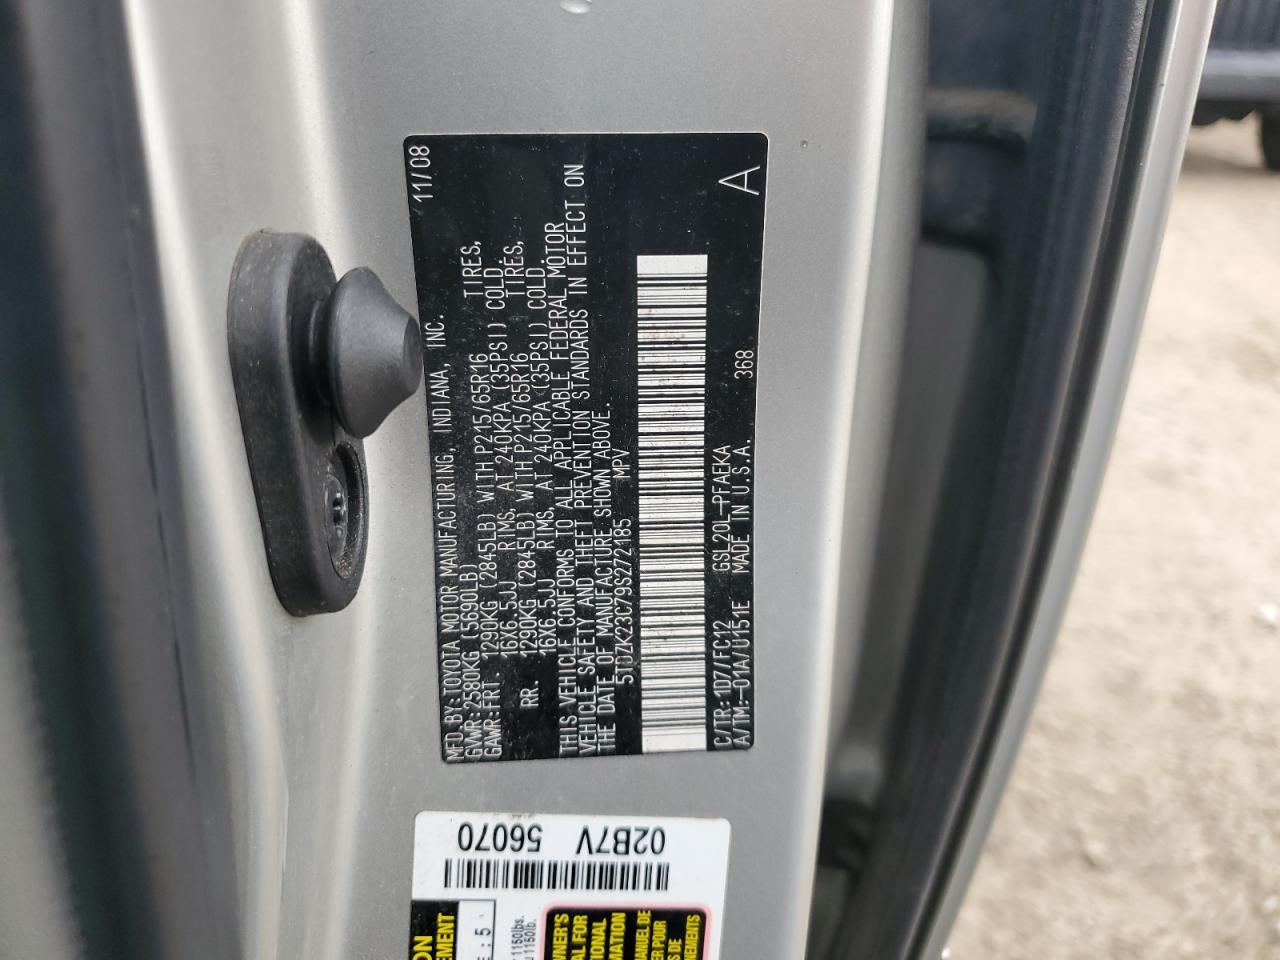 11/08
MFD.BY:TOYOTA MOTOR MANUFACTURING, INDIANA, INC.
GVWR:2580KG (5690LB)
GAWR:FRT. 1290KG (2845LB) WITH P215/65R16 TIRES,
16X6.5JJ RIMS, AT 240KPA (35PSI) COLD.
RR. 1290KG (2845LB) WITH P215/65R16 TIRES,
16X6.5JJ RIMS, AT 240KPA (35PSI) COLD.
THIS VEHICLE CONFORMS TO ALL APPLICABLE FEDERAL MOTOR
VEHICLE SAFETY AND THEFT PREVENTION STANDARDS IN EFFECT ON
THE DATE OF MANUFACTURE SHOWN ABOVE.
5TDZK23C79S272185 MPV
C/TR:1D7/FC12 GSL20L-PFAEKA
A/TM:-01A/U151E MADE IN U.S.A. 368
A
02B7V 56070
: 5
1150lbs.
1150lb.